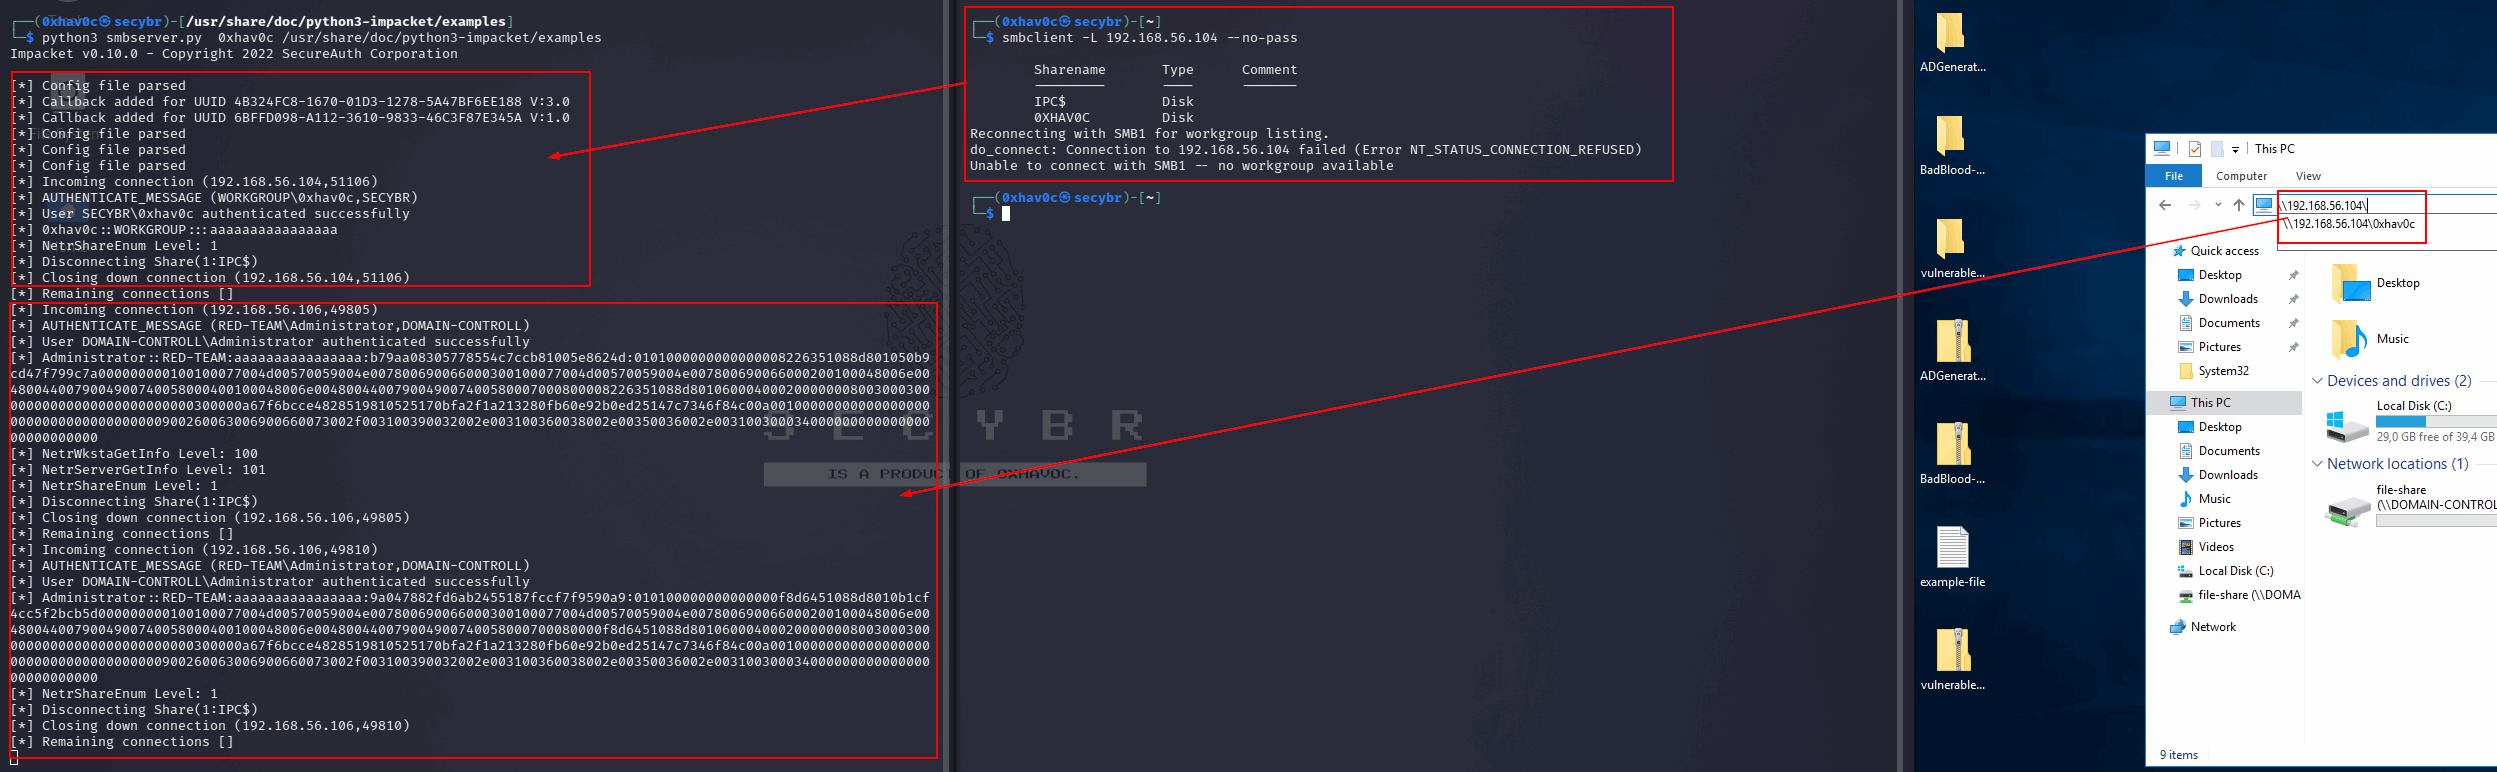 ┌──(0xhav0c㉿secybr)-[/usr/share/doc/python3-impacket/examples]
└─$ python3 smbserver.py  0xhav0c /usr/share/doc/python3-impacket/examples
Impacket v0.10.0 - Copyright 2022 SecureAuth Corporation
[*] Config file parsed
[*] Callback added for UUID 4B324FC8-1670-01D3-1278-5A47BF6EE188 V:3.0
[*] Callback added for UUID 6BFFD098-A112-3610-9833-46C3F87E345A V:1.0
[*] Config file parsed
[*] Config file parsed
[*] Config file parsed
[*] Incoming connection (192.168.56.104,51106)
[*] AUTHENTICATE_MESSAGE (WORKGROUP\0xhav0c,SECYBR)
[*] User SECYBR\0xhav0c authenticated successfully
[*] 0xhav0c::WORKGROUP:::aaaaaaaaaaaaaaaa
[*] NetrShareEnum Level: 1
[*] Disconnecting Share(1:IPC$)
[*] Closing down connection (192.168.56.104,51106)
[*] Remaining connections []
[*] Incoming connection (192.168.56.106,49805)
[*] AUTHENTICATE_MESSAGE (RED-TEAM\Administrator,DOMAIN-CONTROLL)
[*] User DOMAIN-CONTROLL\Administrator authenticated successfully
[*] Administrator::RED-TEAM:aaaaaaaaaaaaaaaa:b79aa08305778554c7ccb81005e8624d:01010000000000008226351088d801050b9
cd47f799c7a000000000100100077004d00570059004e007800690066000300100077004d00570059004e007800690066000200100048006e00
4800440079004900740058000400100048006e00480044007900490074005800070008008226351088d80106000400020000000800300030
0000000000000000000000000300000a67f6bcce4828519810525170bfa2f1a213280fb60e92b0ed25147c7346f84c00a0010000000000000000
000000000000000000000900260063006900660073002f003100390032002e003100360038002e00350036002e00310030003400000000000000
00000000000
[*] NetrWkstaGetInfo Level: 100
[*] NetrServerGetInfo Level: 101
[*] NetrShareEnum Level: 1
[*] Disconnecting Share(1:IPC$)
[*] Closing down connection (192.168.56.106,49805)
[*] Remaining connections []
[*] Incoming connection (192.168.56.106,49810)
[*] AUTHENTICATE_MESSAGE (RED-TEAM\Administrator,DOMAIN-CONTROLL)
[*] User DOMAIN-CONTROLL\Administrator authenticated successfully
[*] Administrator::RED-TEAM:aaaaaaaaaaaaaaaa:9a047882fd6ab2455187fccf7f9590a9:0101000000000000f8d6451088d8010b1cf
4cc5f2bcb5d000000000100100077004d00570059004e007800690066000300100077004d00570059004e007800690066000200100048006e00
4800440079004900740058000400100048006e004800440079004900740058000700080000f8d6451088d80106000400020000000800300030
0000000000000000000000000300000a67f6bcce4828519810525170bfa2f1a213280fb60e92b0ed25147c7346f84c00a0010000000000000000
000000000000000000000900260063006900660073002f003100390032002e003100360038002e00350036002e00310030003400000000000000
00000000000
[*] NetrShareEnum Level: 1
[*] Disconnecting Share(1:IPC$)
[*] Closing down connection (192.168.56.106,49810)
[*] Remaining connections []
SECYBR
IS A PRODUCT OF 0XHAV0C.
┌──(0xhav0c㉿secybr)-[~]
└─$ smbclient -L 192.168.56.104 --no-pass
Sharename       Type      Comment
---------       ----      -------
IPC$            Disk
0XHAV0C         Disk
Reconnecting with SMB1 for workgroup listing.
do_connect: Connection to 192.168.56.104 failed (Error NT_STATUS_CONNECTION_REFUSED)
Unable to connect with SMB1 -- no workgroup available
┌──(0xhav0c㉿secybr)-[~]
└─$
ADGenerat...
BadBlood-...
vulnerable...
ADGenerat...
BadBlood-...
example-file
vulnerable...
This PC
File Computer View
\\192.168.56.104\
\\192.168.56.104\0xhav0c
Quick access
Desktop
Downloads
Documents
Pictures
System32
This PC
Desktop
Documents
Downloads
Music
Pictures
Videos
Local Disk (C:)
file-share (\\DOMA
Network
Desktop
Music
Devices and drives (2)
Local Disk (C:)
29,0 GB free of 39,4 GB
Network locations (1)
file-share
(\\DOMAIN-CONTROL
9 items